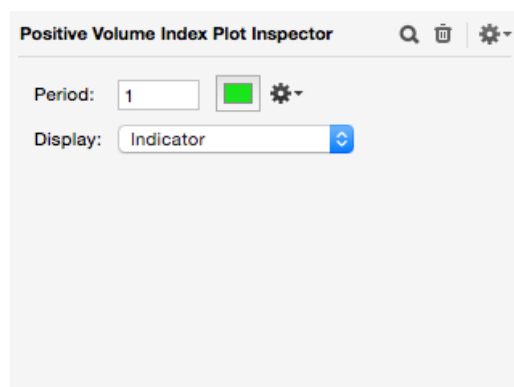 Positive Volume Index Plot Inspector
Period: 1
Display: Indicator